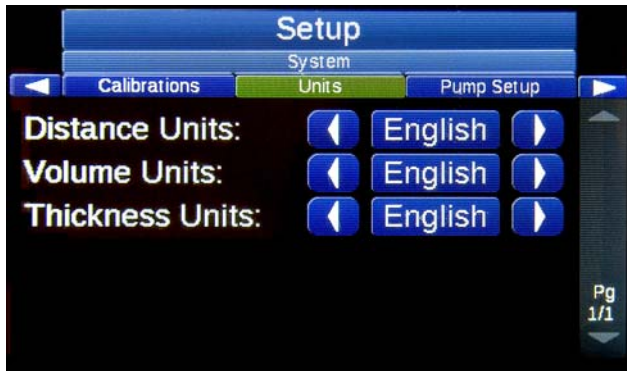 Setup
System
Calibrations Units Pump Setup
Distance Units: English
Volume Units: English
Thickness Units: English
Pg
1/1